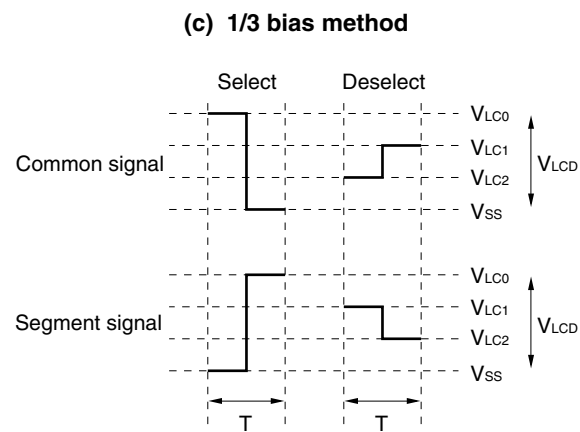 (c) 1/3 bias method
Select Deselect
Common signal
VLC0
VLC1
VLC2
VSS
VLCD
Segment signal
VLC0
VLC1
VLC2
VSS
VLCD
T T